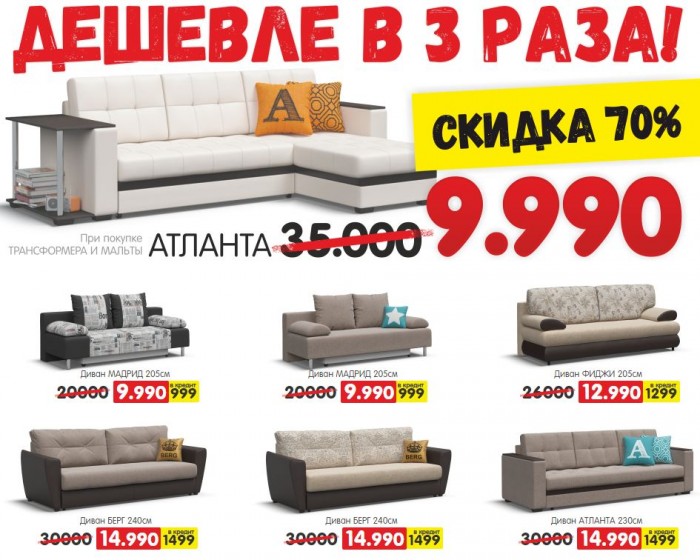 ДЕШЕВЛЕ В 3 РАЗА!
СКИДКА 70%
A
При покупке
ТРАНСФОРМЕРА И МАЛЬТЫ
АТЛАНТА 35.000 9.990
Диван МАДРИД 205см
20000 9.990 в кредит 999
Диван МАДРИД 205см
20000 9.990 в кредит 999
Диван ФИДЖИ 205см
26000 12.990 в кредит 1299
BERG
Диван БЕРГ 240см
30000 14.990 в кредит 1499
BERG
Диван БЕРГ 240см
30000 14.990 в кредит 1499
A
Диван АТЛАНТА 230см
30000 14.990 в кредит 1499